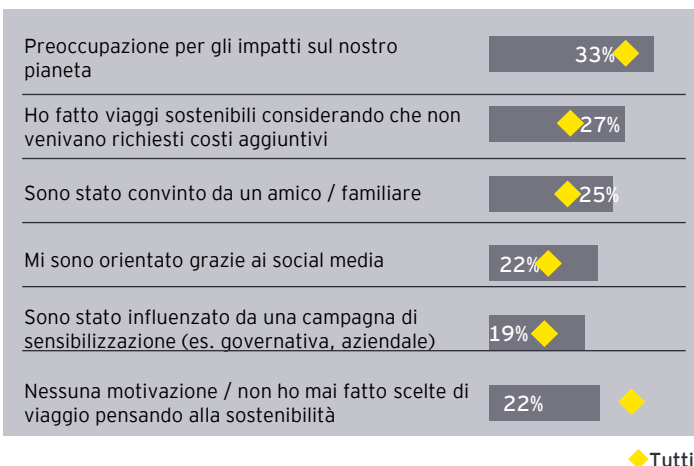 Preoccupazione per gli impatti sul nostro
pianeta
33%
Ho fatto viaggi sostenibili considerando che non
venivano richiesti costi aggiuntivi
27%
Sono stato convinto da un amico / familiare
25%
Mi sono orientato grazie ai social media
22%
Sono stato influenzato da una campagna di
sensibilizzazione (es. governativa, aziendale)
19%
Nessuna motivazione / non ho mai fatto scelte di
viaggio pensando alla sostenibilità
22%
Tutti